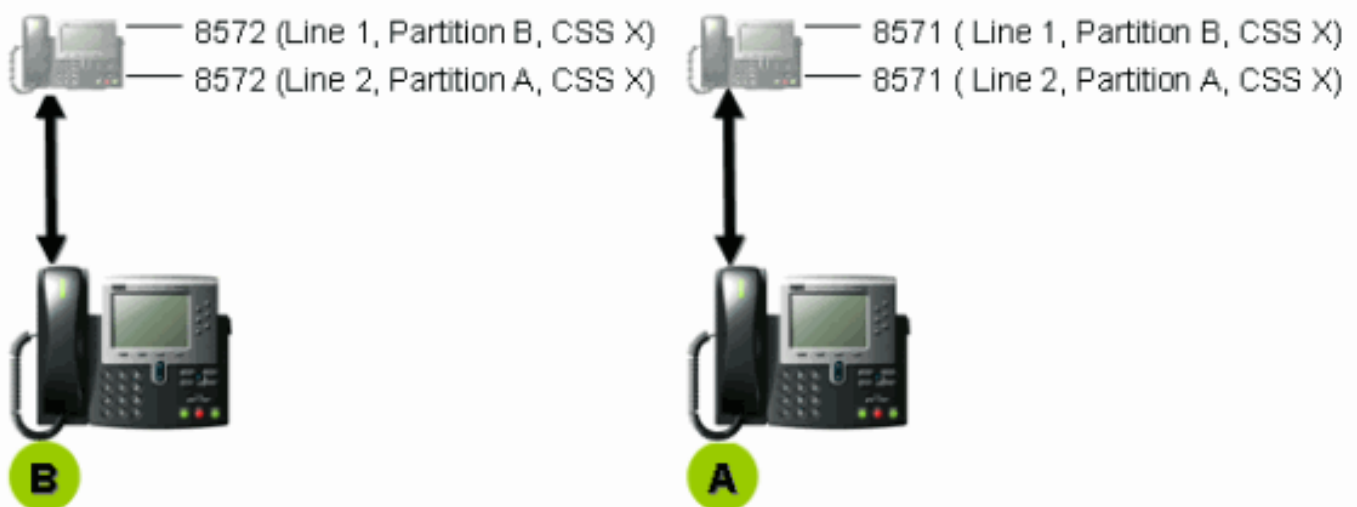 8572 (Line 1, Partition B, CSS X)
8572 (Line 2, Partition A, CSS X)
8571 ( Line 1, Partition B, CSS X)
8571 ( Line 2, Partition A, CSS X)
B
A